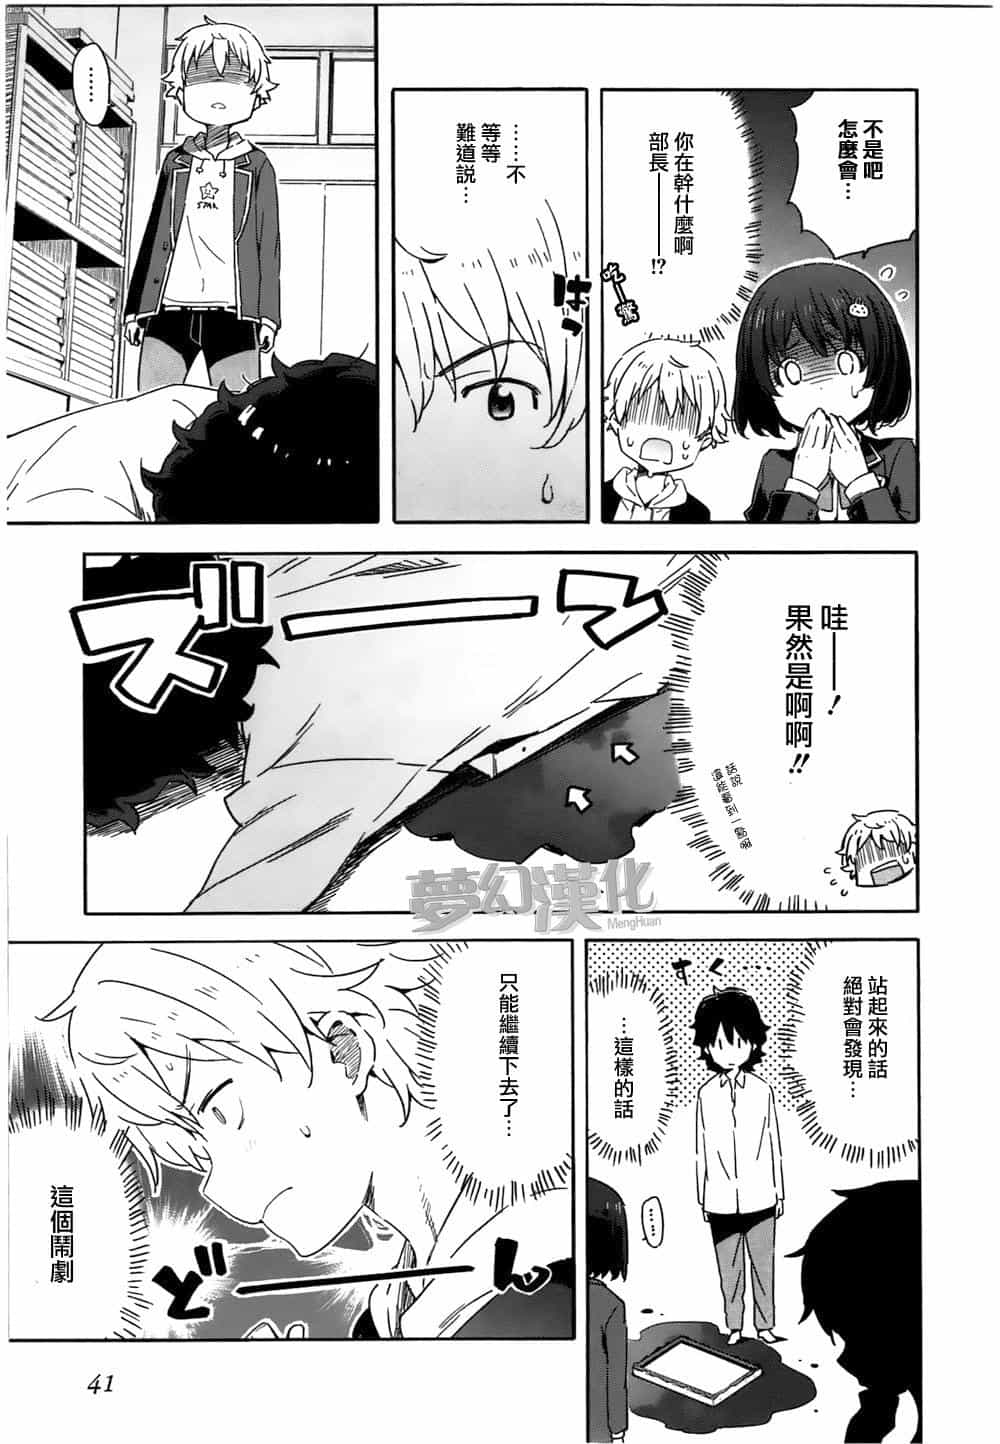 不是吧
怎麼會…
你在幹什麼啊
部長——!?
吃——驚
……不
等等
難道說…
はっ
……
STAR
哇——!
果然是啊啊!!
話說
還能看到一點啊
ズーン
夢幻漢化
MengHuan
站起來的話
絕對會發現…
すく……
…這樣的話
……
只能繼續下去了…
這個鬧劇
どーーん
41